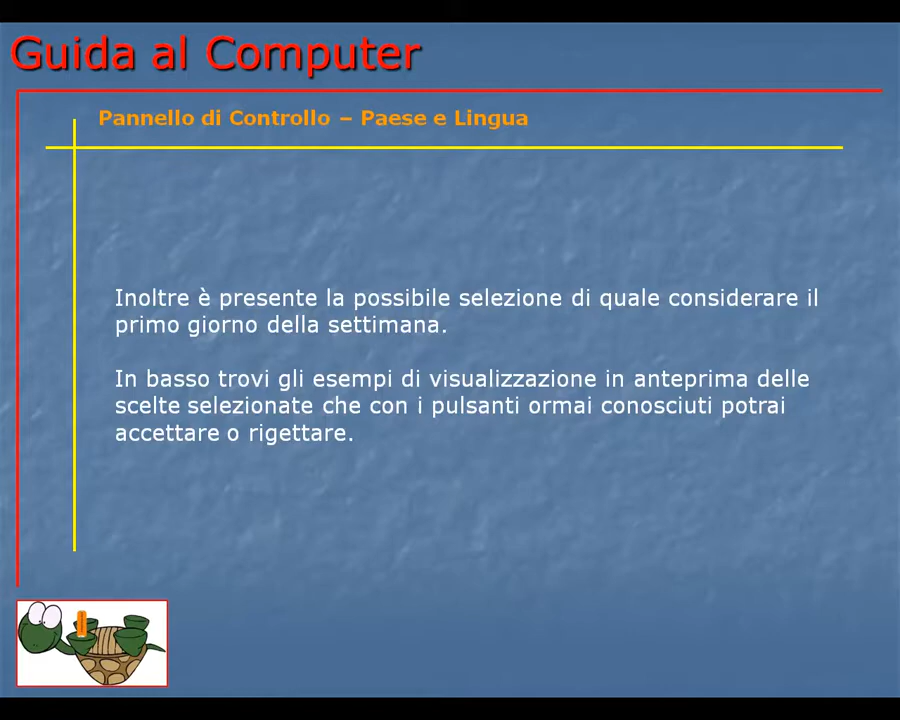 Guida al Computer
Pannello di Controllo – Paese e Lingua
Inoltre è presente la possibile selezione di quale considerare il
primo giorno della settimana.
In basso trovi gli esempi di visualizzazione in anteprima delle
scelte selezionate che con i pulsanti ormai conosciuti potrai
accettare o rigettare.